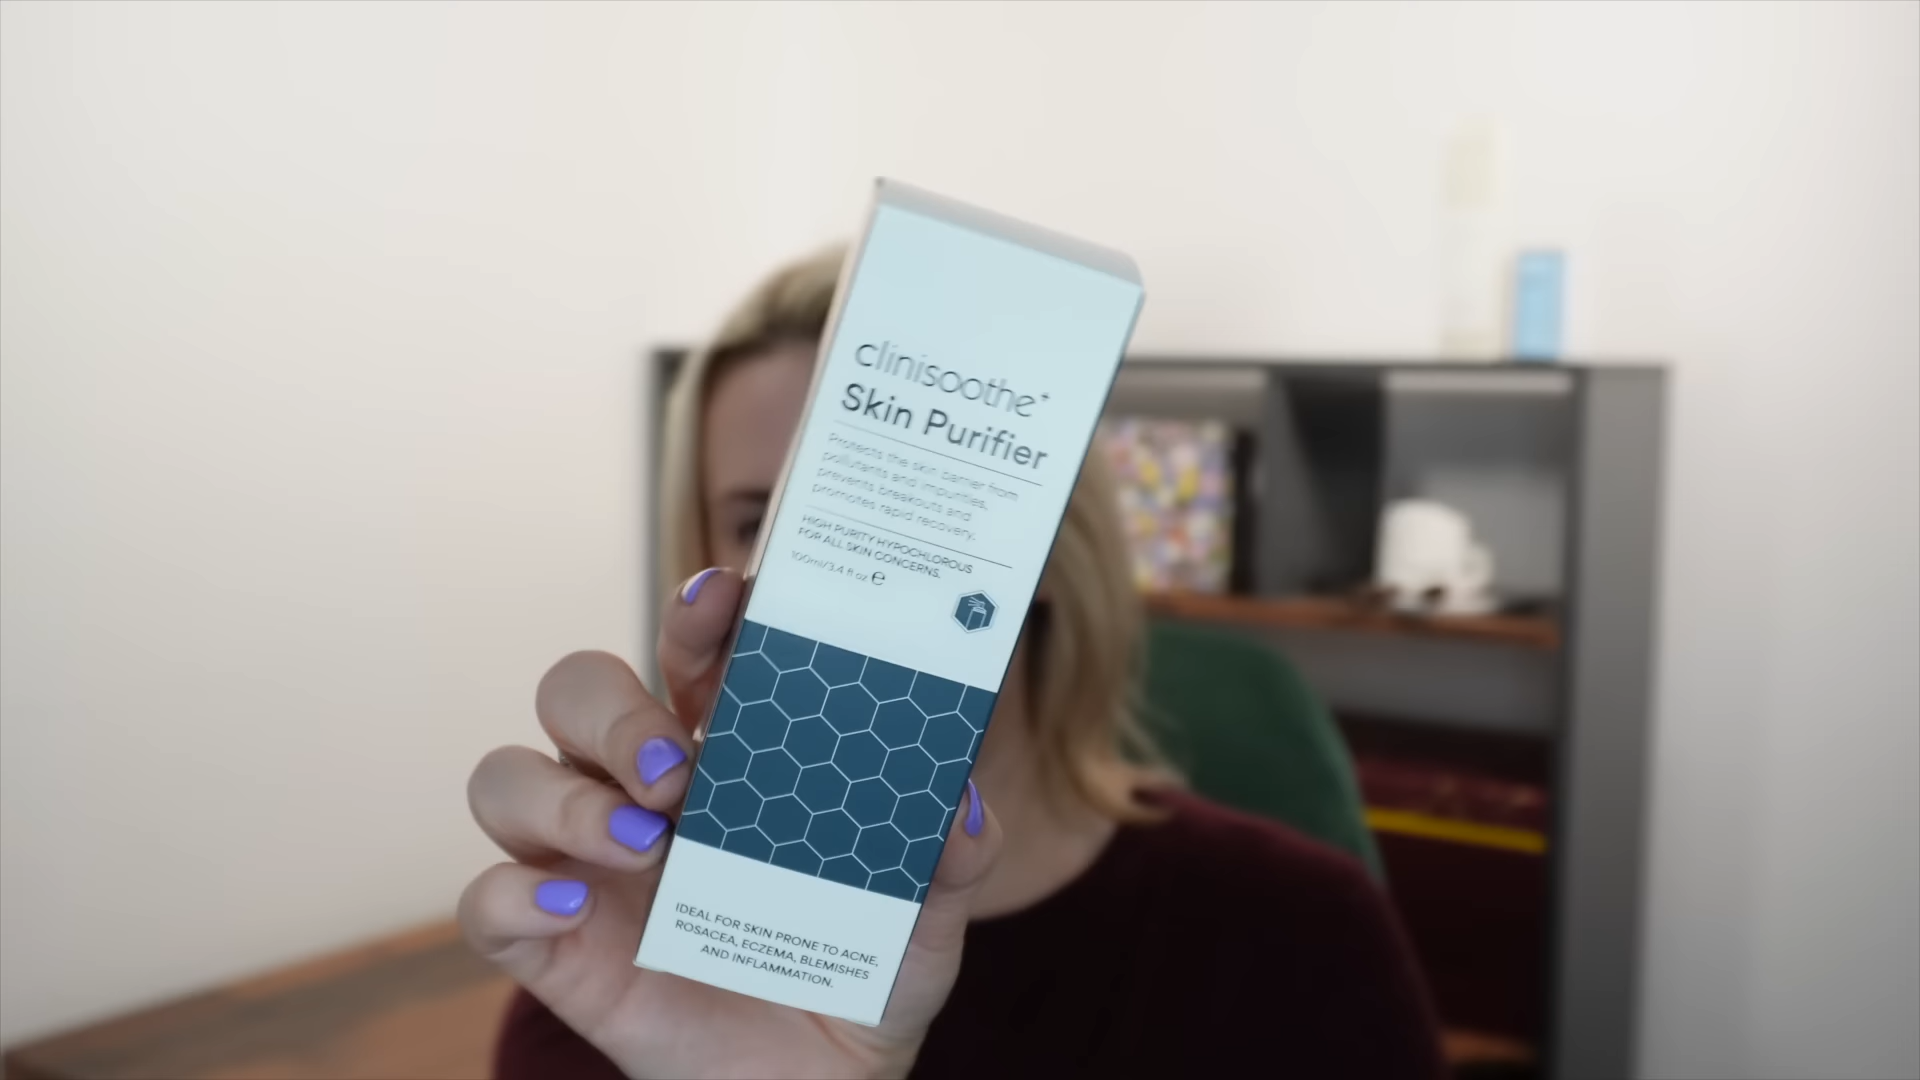 clinisoothe+
Skin Purifier
Protects the skin barrier from
pollutants and impurities,
prevents breakouts and
promotes rapid recovery.
HIGH PURITY HYPOCHLOROUS
FOR ALL SKIN CONCERNS.
100ml/3.4 fl oz ℮
IDEAL FOR SKIN PRONE TO ACNE,
ROSACEA, ECZEMA, BLEMISHES
AND INFLAMMATION.